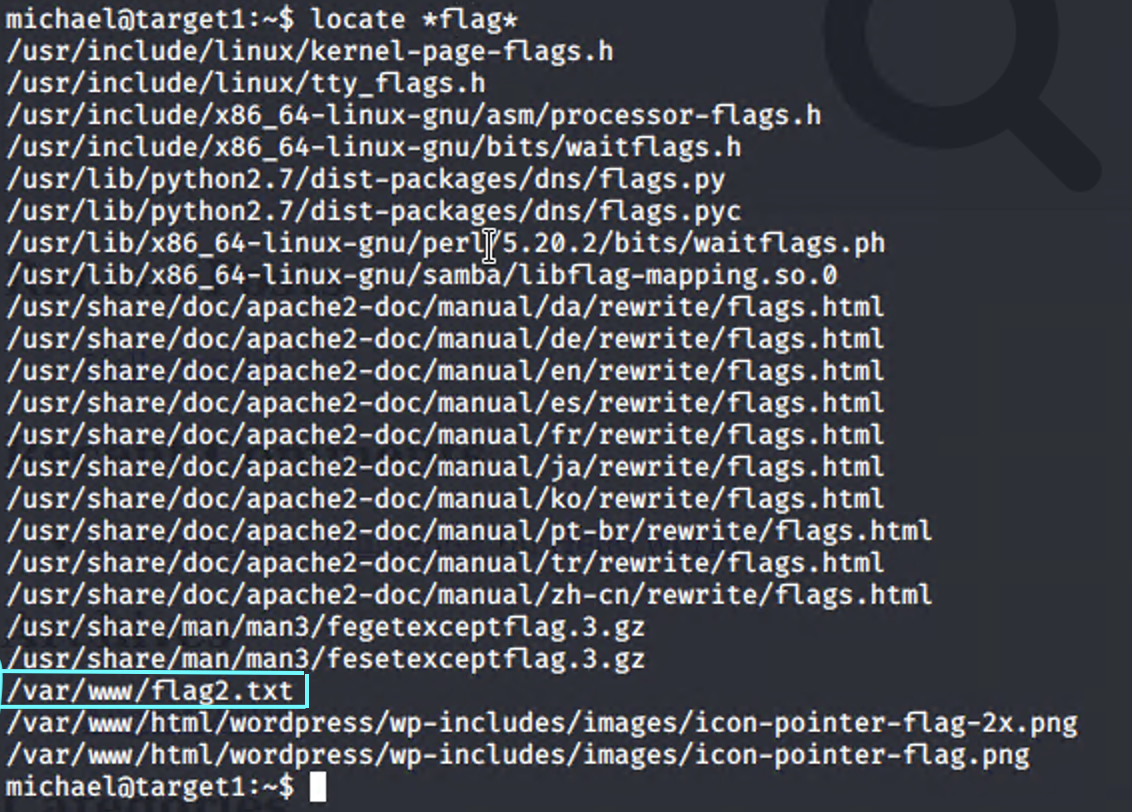 michael@target1:~$ locate *flag*
/usr/include/linux/kernel-page-flags.h
/usr/include/linux/tty_flags.h
/usr/include/x86_64-linux-gnu/asm/processor-flags.h
/usr/include/x86_64-linux-gnu/bits/waitflags.h
/usr/lib/python2.7/dist-packages/dns/flags.py
/usr/lib/python2.7/dist-packages/dns/flags.pyc
/usr/lib/x86_64-linux-gnu/perl/5.20.2/bits/waitflags.ph
/usr/lib/x86_64-linux-gnu/samba/libflag-mapping.so.0
/usr/share/doc/apache2-doc/manual/da/rewrite/flags.html
/usr/share/doc/apache2-doc/manual/de/rewrite/flags.html
/usr/share/doc/apache2-doc/manual/en/rewrite/flags.html
/usr/share/doc/apache2-doc/manual/es/rewrite/flags.html
/usr/share/doc/apache2-doc/manual/fr/rewrite/flags.html
/usr/share/doc/apache2-doc/manual/ja/rewrite/flags.html
/usr/share/doc/apache2-doc/manual/ko/rewrite/flags.html
/usr/share/doc/apache2-doc/manual/pt-br/rewrite/flags.html
/usr/share/doc/apache2-doc/manual/tr/rewrite/flags.html
/usr/share/doc/apache2-doc/manual/zh-cn/rewrite/flags.html
/usr/share/man/man3/fegetexceptflag.3.gz
/usr/share/man/man3/fesetexceptflag.3.gz
/var/www/flag2.txt
/var/www/html/wordpress/wp-includes/images/icon-pointer-flag-2x.png
/var/www/html/wordpress/wp-includes/images/icon-pointer-flag.png
michael@target1:~$